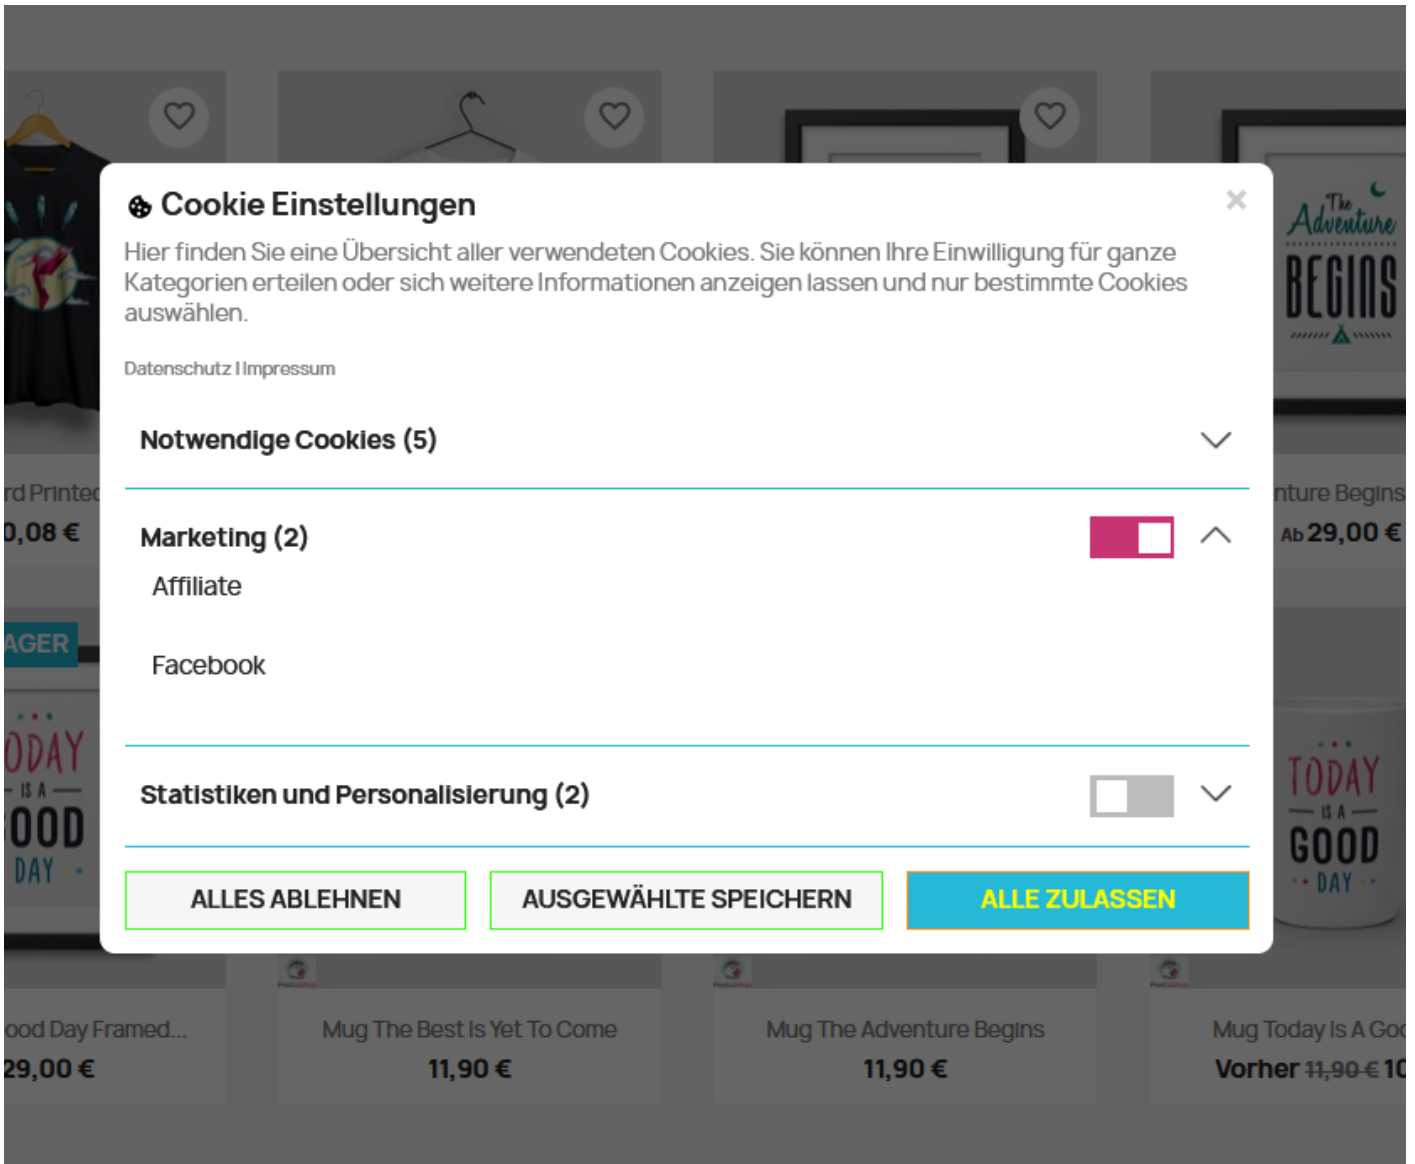 The
Adventure
BEGINS
Cookie Einstellungen
Hier finden Sie eine Übersicht aller verwendeten Cookies. Sie können Ihre Einwilligung für ganze
Kategorien erteilen oder sich weitere Informationen anzeigen lassen und nur bestimmte Cookies
auswählen.
Datenschutz | Impressum
Notwendige Cookies (5)
rd Printed
nture Begins
0,08 €
Ab 29,00 €
Marketing (2)
Affiliate
AGER
Facebook
TODAY
IS A
GOOD
DAY
Statistiken und Personalisierung (2)
TODAY
IS A
GOOD
DAY
ALLES ABLEHNEN
AUSGEWÄHLTE SPEICHERN
ALLE ZULASSEN
ood Day Framed...
Mug The Best Is Yet To Come
Mug The Adventure Begins
Mug Today Is A Goo
29,00 €
11,90 €
11,90 €
Vorher 11,90 € 10